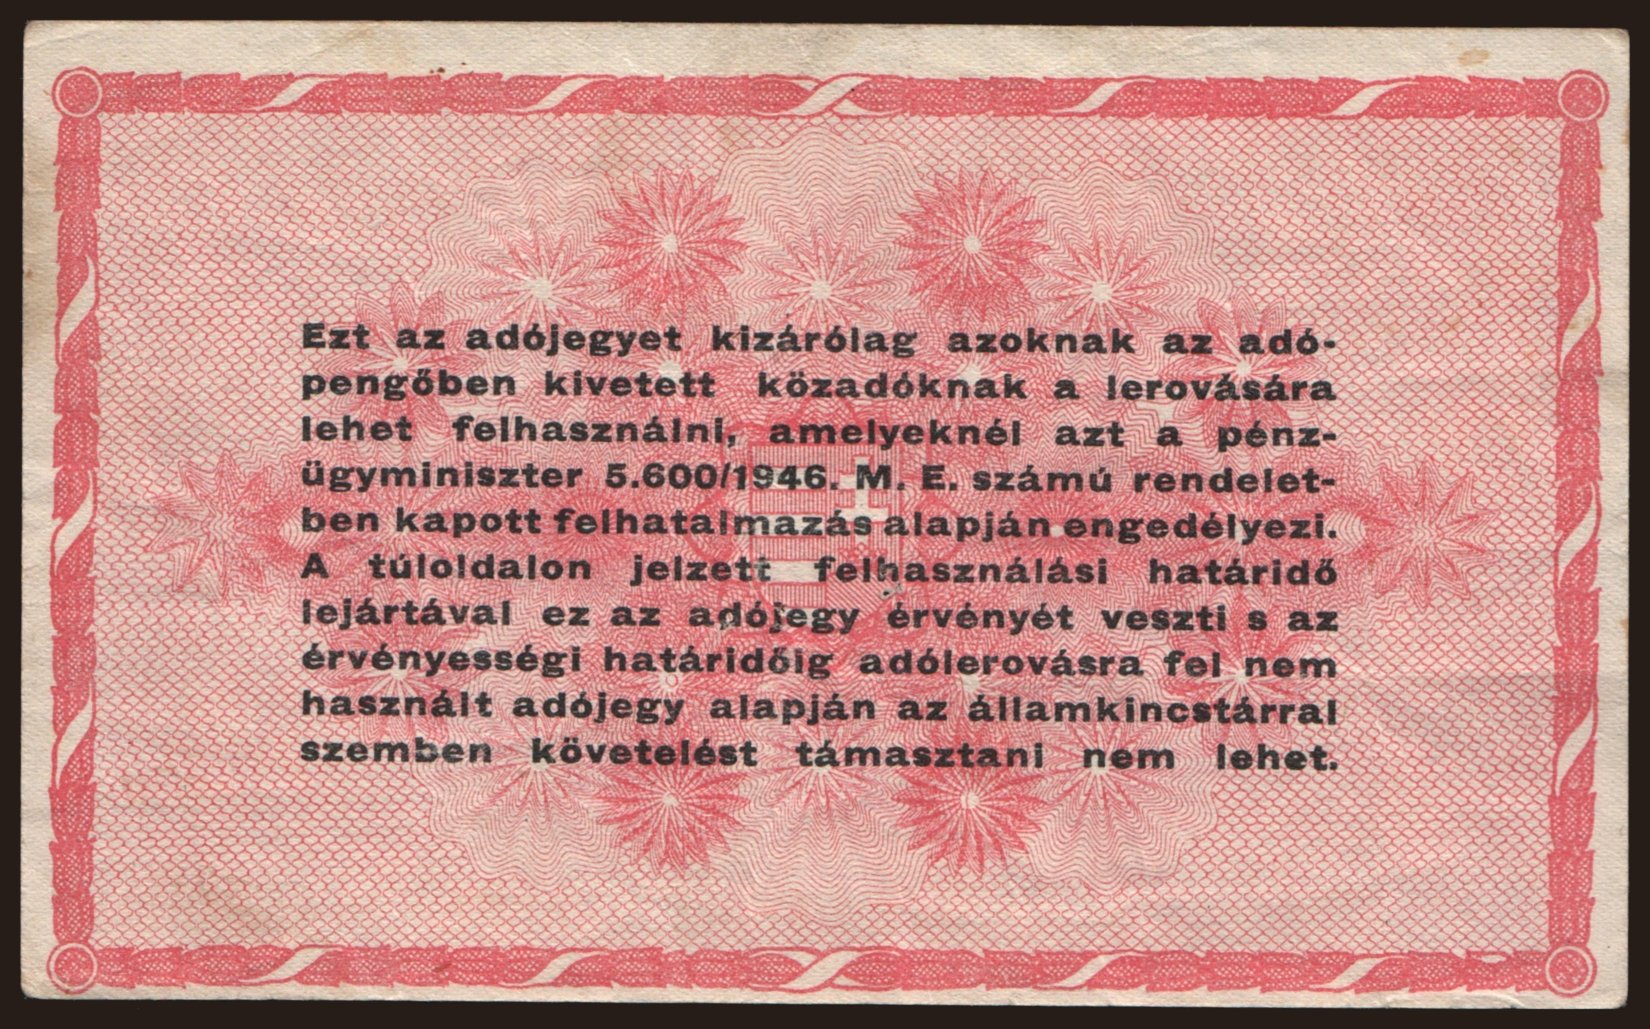 Ezt az adójegyet kizárólag azoknak az adó-
pengőben kivetett közadóknak a lerovására
lehet felhasználni, amelyeknél azt a pénz-
ügyminiszter 5.600/1946. M. E. számú rendelet-
ben kapott felhatalmazás alapján engedélyezi.
A túloldalon jelzett felhasználási határidő
lejártával ez az adójegy érvényét veszti s az
érvényességi határidőig adólerovásra fel nem
használt adójegy alapján az államkincstárral
szemben követelést támasztani nem lehet.